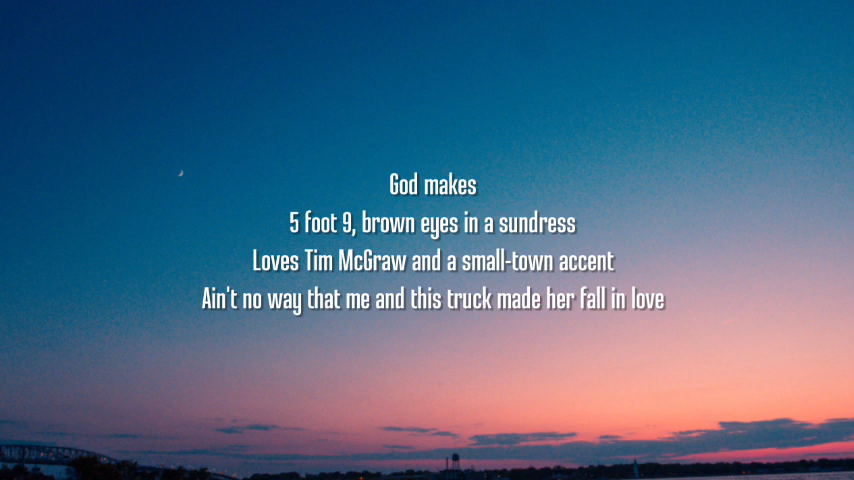 God makes
5 foot 9, brown eyes in a sundress
Loves Tim McGraw and a small-town accent
Ain't no way that me and this truck made her fall in love